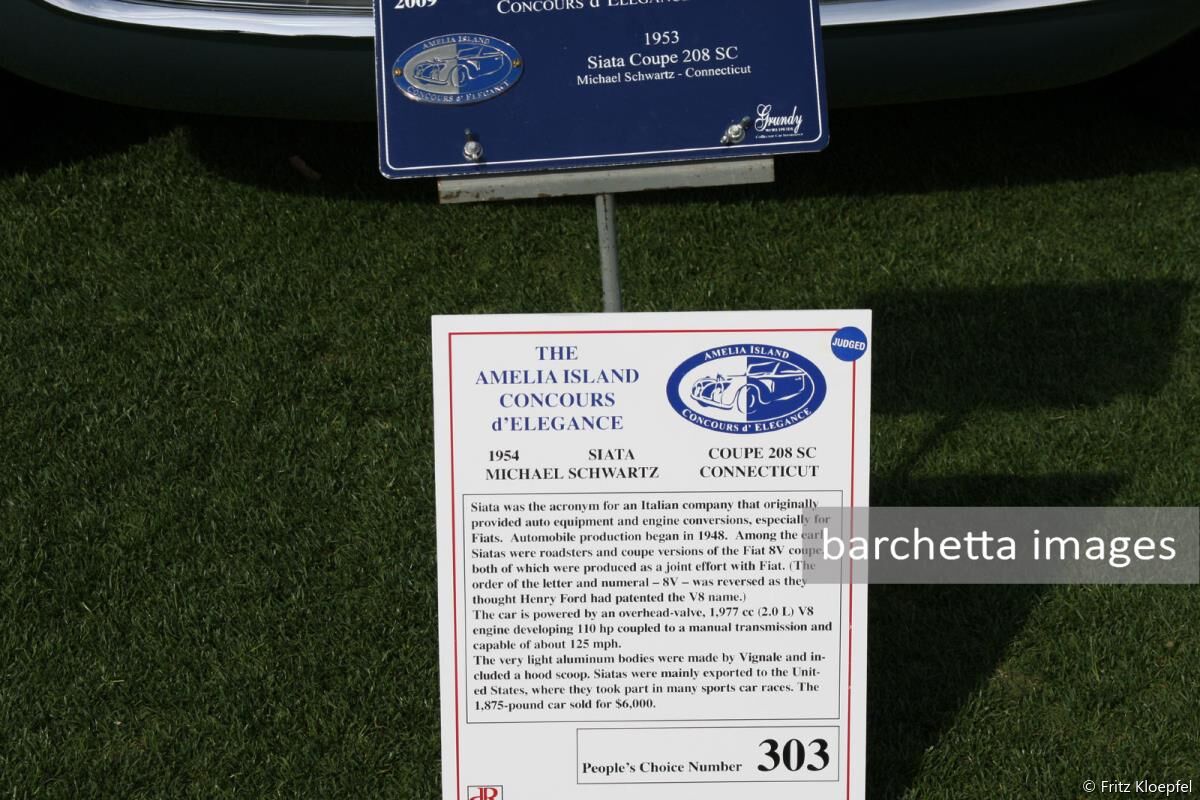 2009 CONCOURS d'ELEGANCE
AMELIA ISLAND
CONCOURS d' ELEGANCE
1953
Siata Coupe 208 SC
Michael Schwartz - Connecticut
Grundy
JUDGED
THE
AMELIA ISLAND
CONCOURS
d'ELEGANCE
AMELIA ISLAND
CONCOURS d' ELEGANCE
1954 SIATA COUPE 208 SC
MICHAEL SCHWARTZ CONNECTICUT
Siata was the acronym for an Italian company that originally
provided auto equipment and engine conversions, especially for
Fiats. Automobile production began in 1948. Among the earl
Siatas were roadsters and coupe versions of the Fiat 8V coupe,
both of which were produced as a joint effort with Fiat. (The
order of the letter and numeral – 8V – was reversed as they
thought Henry Ford had patented the V8 name.)
The car is powered by an overhead-valve, 1,977 cc (2.0 L) V8
engine developing 110 hp coupled to a manual transmission and
capable of about 125 mph.
The very light aluminum bodies were made by Vignale and in-
cluded a hood scoop. Siatas were mainly exported to the Unit-
ed States, where they took part in many sports car races. The
1,875-pound car sold for $6,000.
People's Choice Number 303
barchetta images
© Fritz Kloepfel